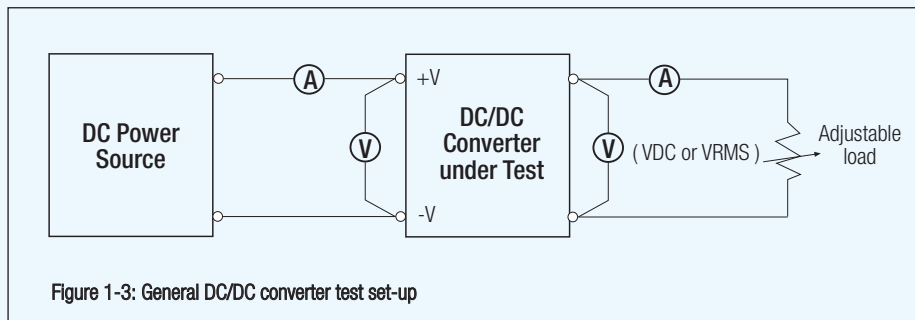 DC Power
Source
A
V
+V
-V
DC/DC
Converter
under Test
A
V
( VDC or VRMS )
Adjustable
load
Figure 1-3: General DC/DC converter test set-up